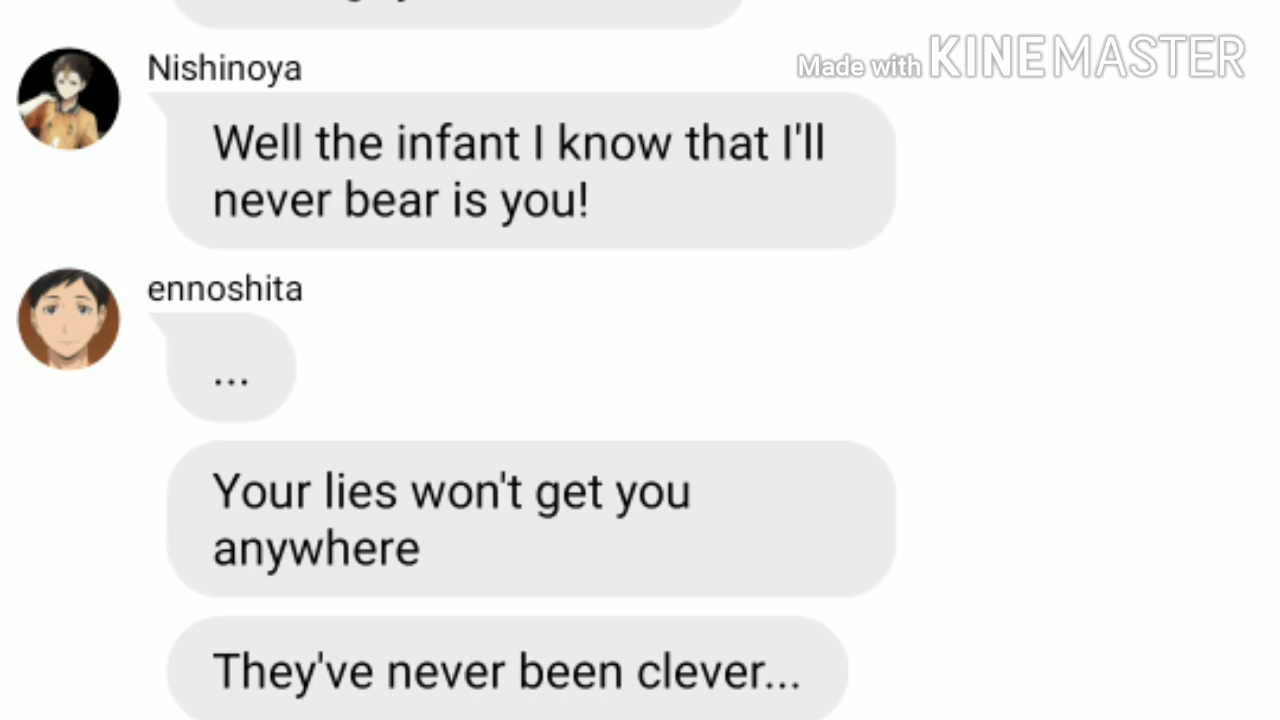 Nishinoya
Made with KINEMASTER
Well the infant I know that I'll
never bear is you!
ennoshita
...
Your lies won't get you
anywhere
They've never been clever...